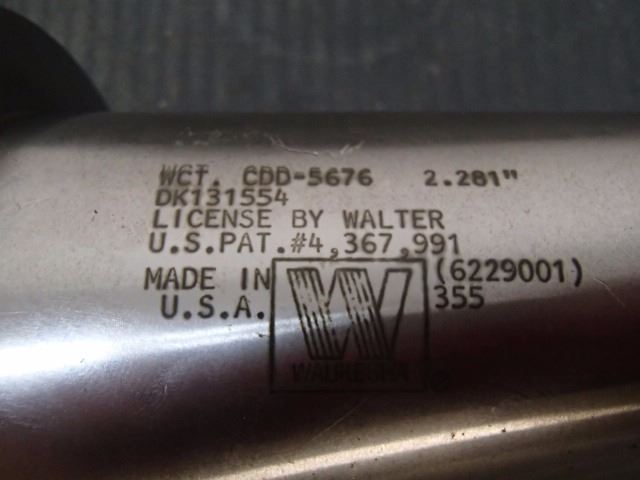 WCT. CDD-5676 2.281"
DK131554
LICENSE BY WALTER
U.S.PAT.#4,367,991
MADE IN (6229001)
U.S.A. 355
W
WAUKESHA ®